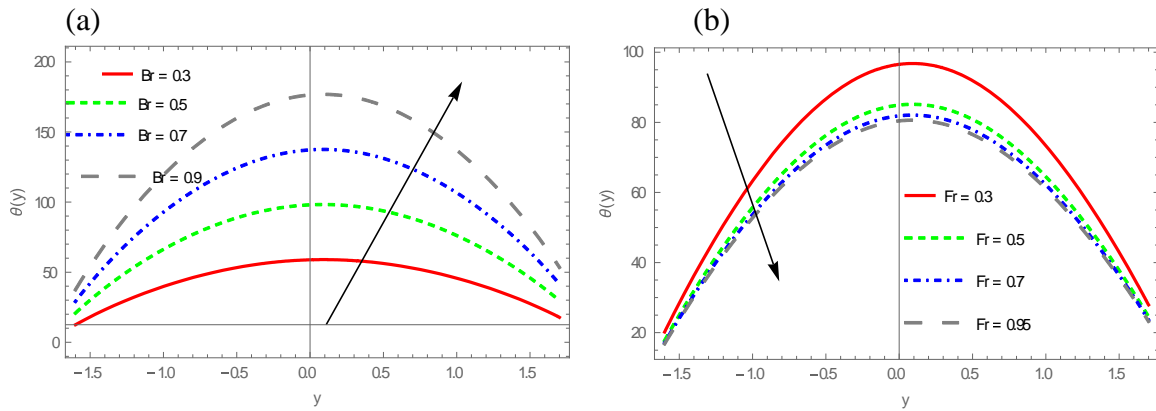 (a)
200
150
100
50
0
θ(y)
Br = 0.3
Br = 0.5
Br = 0.7
Br = 0.9
−1.5 −1.0 −0.5 0.0 0.5 1.0 1.5
y
(b)
100
80
60
40
20
θ(y)
Fr = 0.3
Fr = 0.5
Fr = 0.7
Fr = 0.95
−1.5 −1.0 −0.5 0.0 0.5 1.0 1.5
y